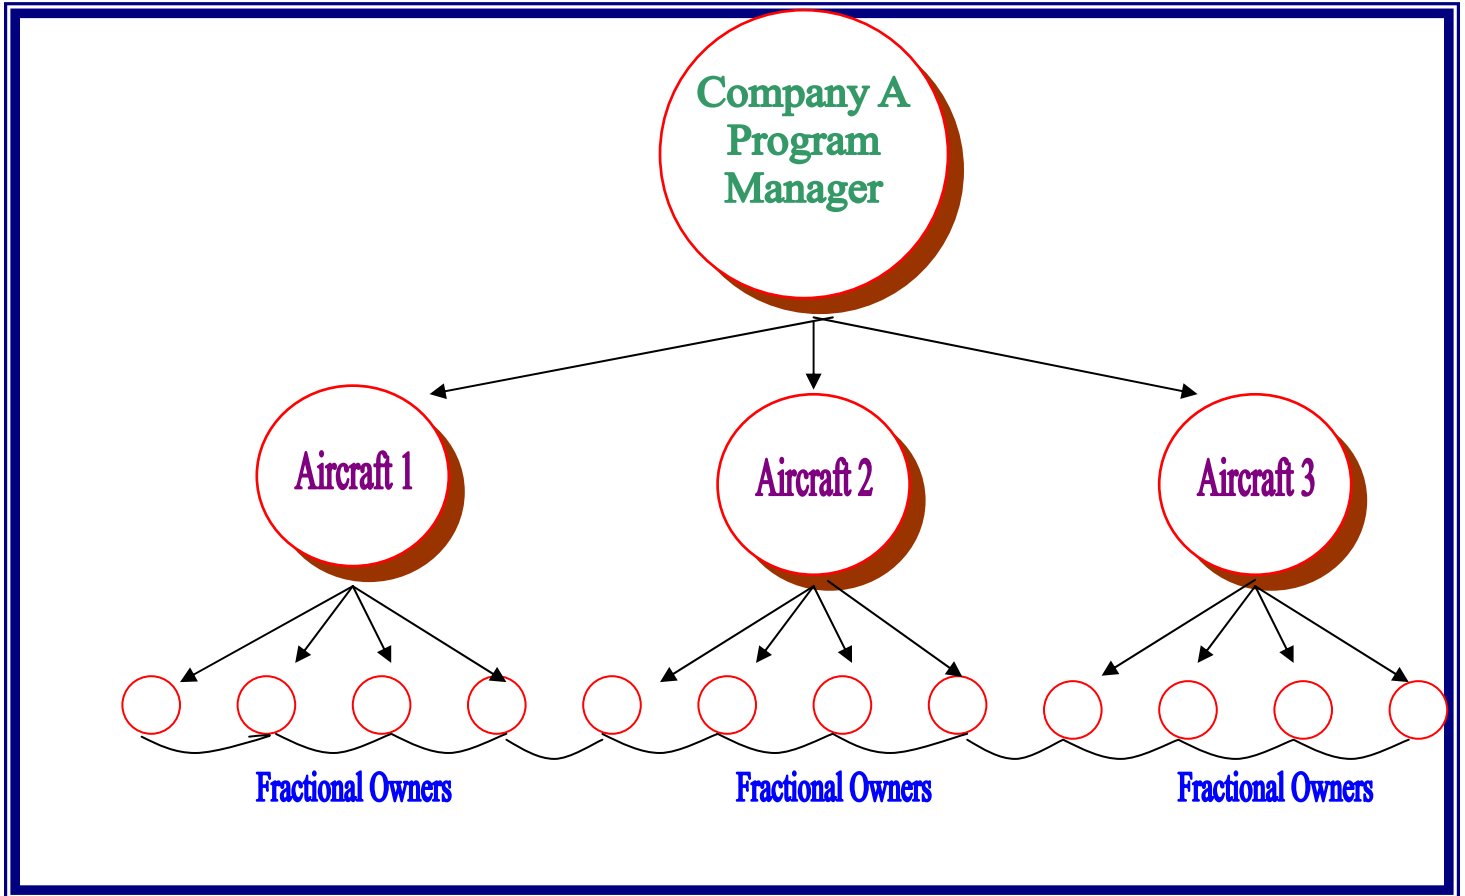 Company A
Program
Manager
Aircraft 1
Aircraft 2
Aircraft 3
Fractional Owners
Fractional Owners
Fractional Owners